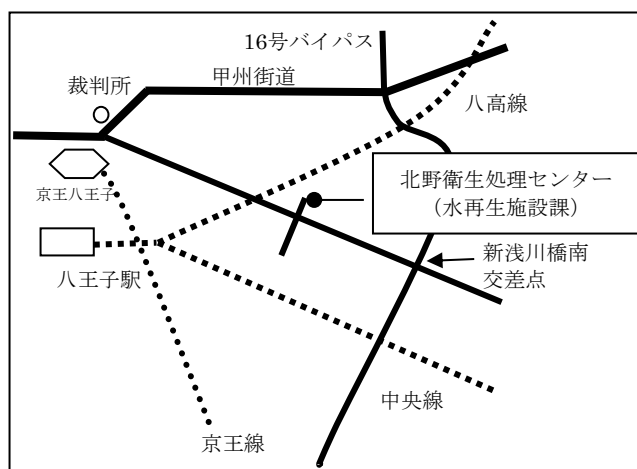 16号バイパス
甲州街道
裁判所
八高線
京王八王子
北野衛生処理センター
（水再生施設課）
新浅川橋南
交差点
八王子駅
中央線
京王線